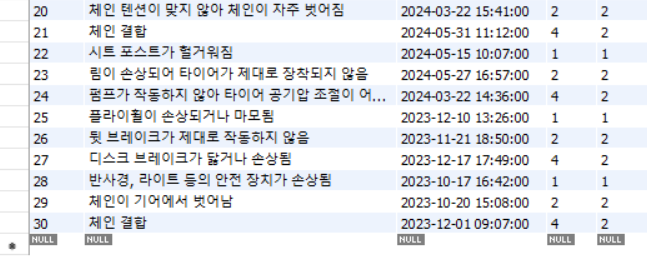 20 체인 텐션이 맞지 않아 체인이 자주 벗어짐 2024-03-22 15:41:00 2 2
21 체인 결합 2024-05-31 11:12:00 4 2
22 시트 포스트가 헐거워짐 2024-05-15 10:07:00 1 1
23 림이 손상되어 타이어가 제대로 장착되지 않음 2024-05-27 16:57:00 2 2
24 펌프가 작동하지 않아 타이어 공기압 조절이 어... 2024-03-22 14:36:00 4 2
25 플라이휠이 손상되거나 마모됨 2023-12-10 13:26:00 1 1
26 뒷 브레이크가 제대로 작동하지 않음 2023-11-21 18:50:00 2 2
27 디스크 브레이크가 닳거나 손상됨 2023-12-17 17:49:00 4 2
28 반사경, 라이트 등의 안전 장치가 손상됨 2023-10-17 16:42:00 1 1
29 체인이 기어에서 벗어남 2023-10-20 15:08:00 2 2
30 체인 결합 2023-12-01 09:07:00 4 2
NULL NULL NULL NULL NULL